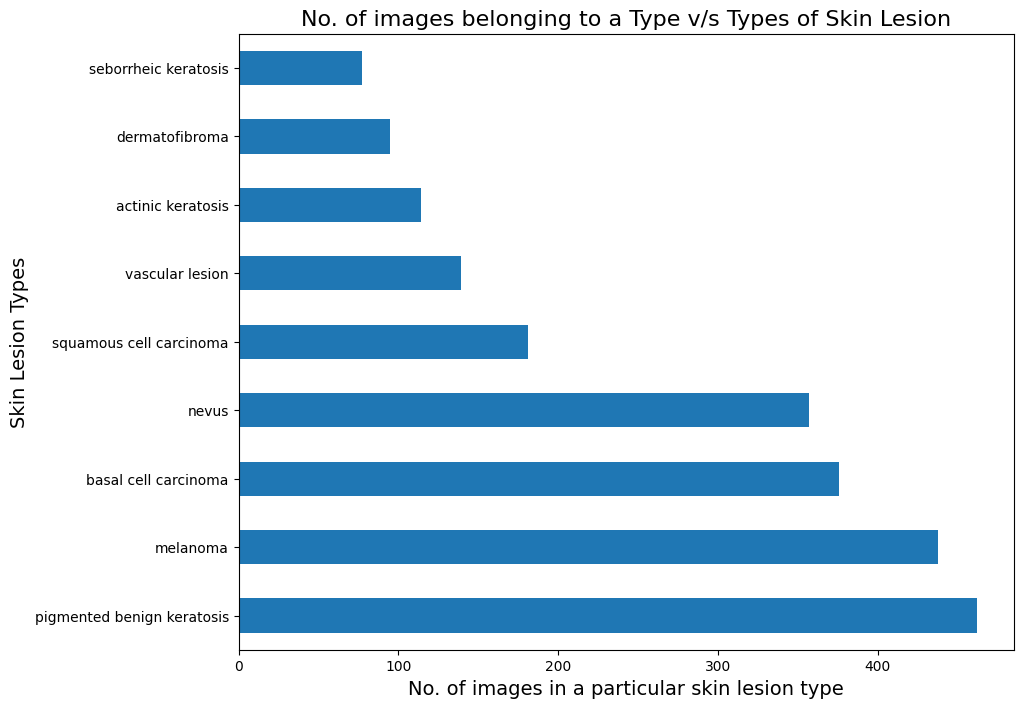 No. of images belonging to a Type v/s Types of Skin Lesion
Skin Lesion Types
seborrheic keratosis
dermatofibroma
actinic keratosis
vascular lesion
squamous cell carcinoma
nevus
basal cell carcinoma
melanoma
pigmented benign keratosis
0 100 200 300 400
No. of images in a particular skin lesion type